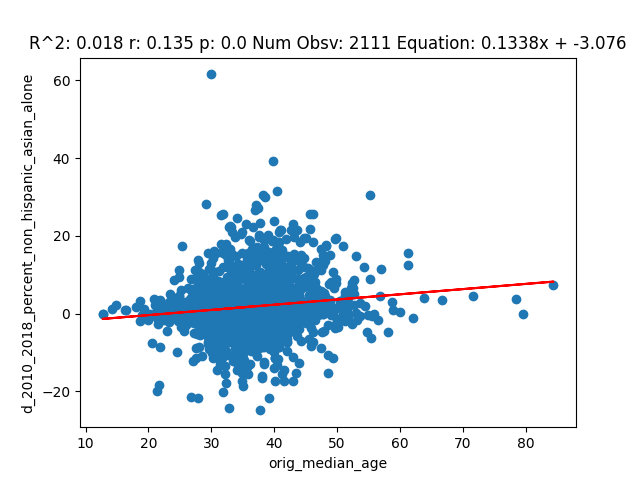 R^2: 0.018 r: 0.135 p: 0.0 Num Obsv: 2111 Equation: 0.1338x + -3.076
d_2010_2018_percent_non_hispanic_asian_alone
60
40
20
0
−20
10 20 30 40 50 60 70 80
orig_median_age